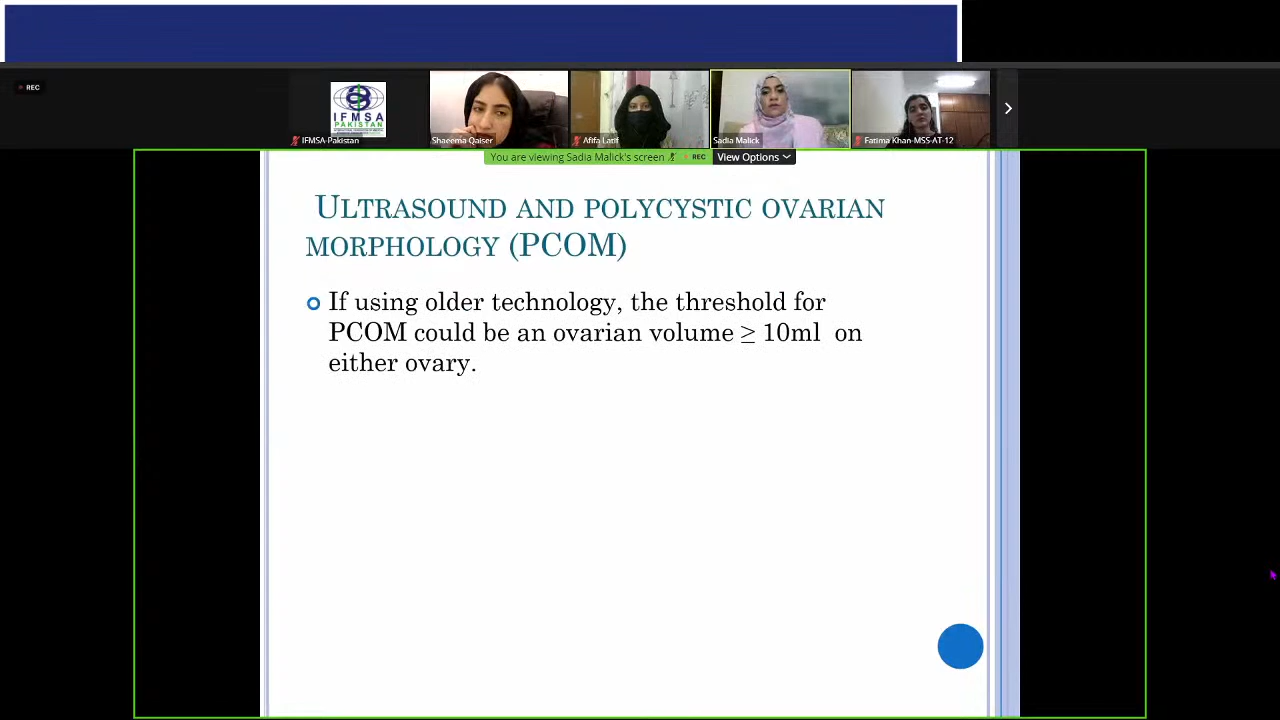 REC
IFMSA
PAKISTAN
IFMSA-Pakistan
Shaeema Qaiser
Afifa Latif
Sadia Malick
Fatima Khan-MSS-AT-12
You are viewing Sadia Malick's screen
REC
View Options
ULTRASOUND AND POLYCYSTIC OVARIAN
MORPHOLOGY (PCOM)
If using older technology, the threshold for
PCOM could be an ovarian volume ≥ 10ml on
either ovary.